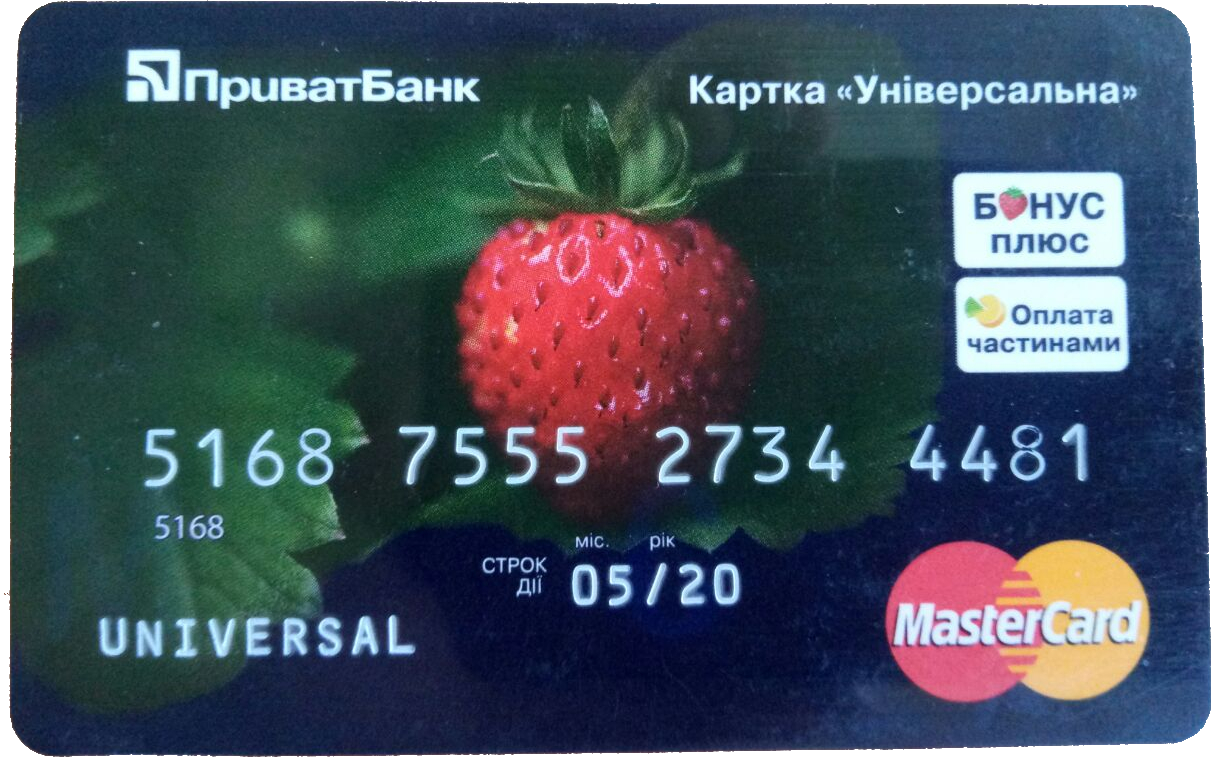 ПриватБанк
Картка «Універсальна»
БОНУС
ПЛЮС
Оплата
частинами
5168 7555 2734 4481
5168
міс. рік
СТРОК
ДІЇ
05/20
UNIVERSAL
MasterCard